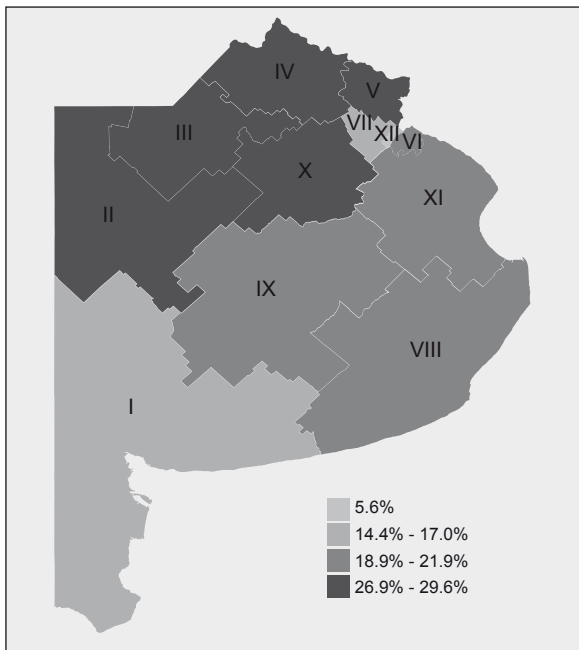 IV
V
VII
III
XII
VI
X
XI
II
IX
VIII
I
5.6%
14.4% - 17.0%
18.9% - 21.9%
26.9% - 29.6%